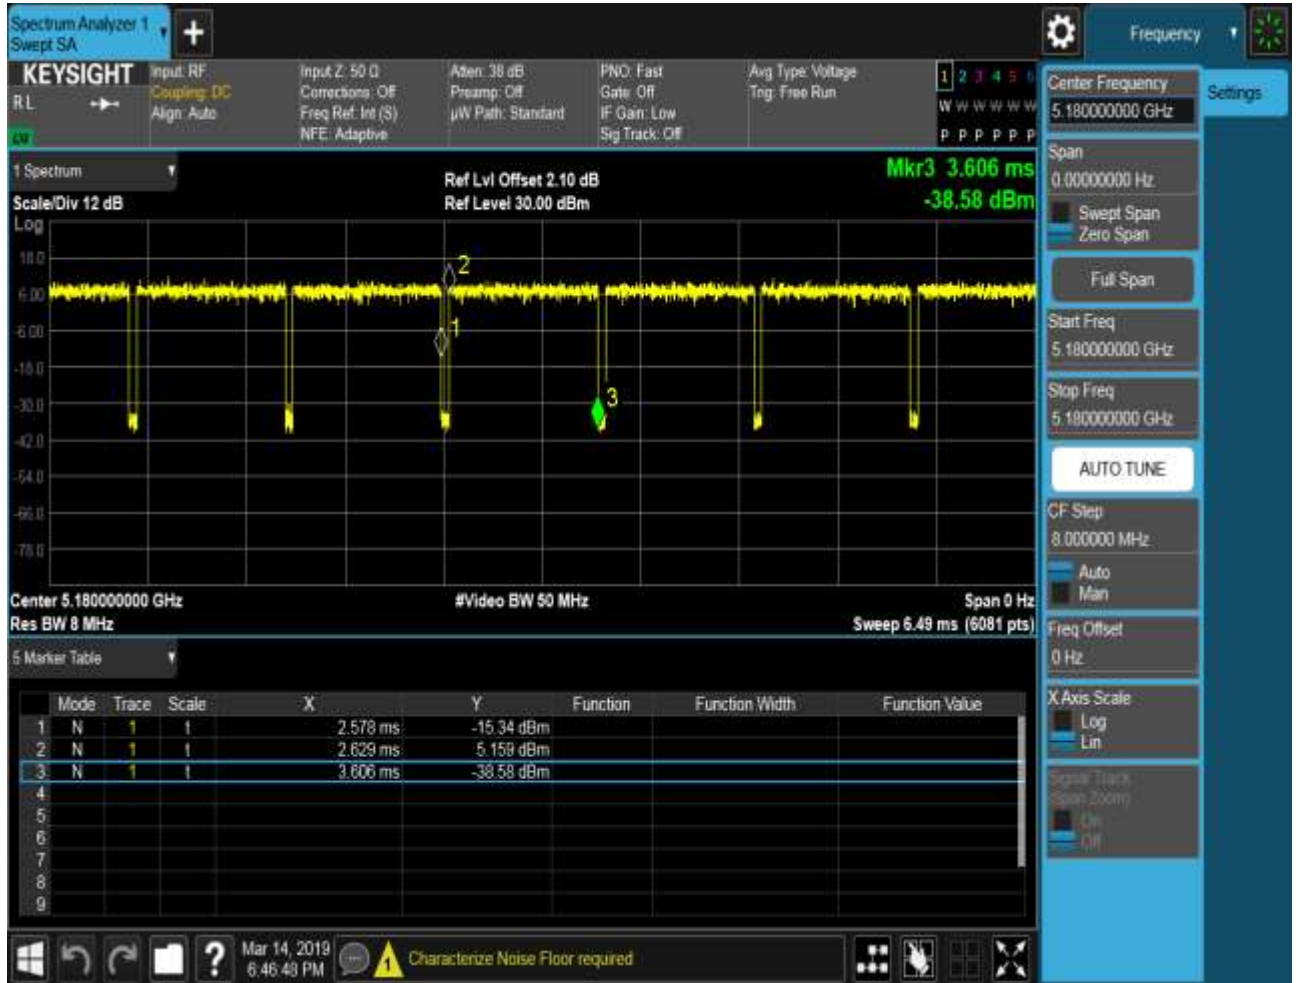 Spectrum Analyzer 1
Swept SA
+
Frequency
KEYSIGHT
RL
Input: RF
Coupling: DC
Align: Auto
Input Z: 50 Ω
Corrections: Off
Freq Ref: Int (S)
NFE: Adaptive
Atten: 38 dB
Preamp: Off
µW Path: Standard
PNO: Fast
Gate: Off
IF Gain: Low
Sig Track: Off
Avg Type: Voltage
Trig: Free Run
1 2 3 4 5 6
W W W W W W
P P P P P P
1 Spectrum
Scale/Div 12 dB
Ref Lvl Offset 2.10 dB
Ref Level 30.00 dBm
Mkr3 3.606 ms
-38.58 dBm
Log
18.0
6.00
-6.00
-18.0
-30.0
-42.0
-54.0
-66.0
-78.0
2
1
3
Center 5.180000000 GHz
Res BW 8 MHz
#Video BW 50 MHz
Span 0 Hz
Sweep 6.49 ms (6081 pts)
5 Marker Table
Mode Trace Scale X Y Function Function Width Function Value
1 N 1 t 2.578 ms -15.34 dBm
2 N 1 t 2.629 ms 5.159 dBm
3 N 1 t 3.606 ms -38.58 dBm
4
5
6
7
8
9
?
Mar 14, 2019
6:46:48 PM
1
Characterize Noise Floor required
Center Frequency
5.180000000 GHz
Settings
Span
0.00000000 Hz
Swept Span
Zero Span
Full Span
Start Freq
5.180000000 GHz
Stop Freq
5.180000000 GHz
AUTO TUNE
CF Step
8.000000 MHz
Auto
Man
Freq Offset
0 Hz
X Axis Scale
Log
Lin
Signal Track
(Span Zoom)
On
Off